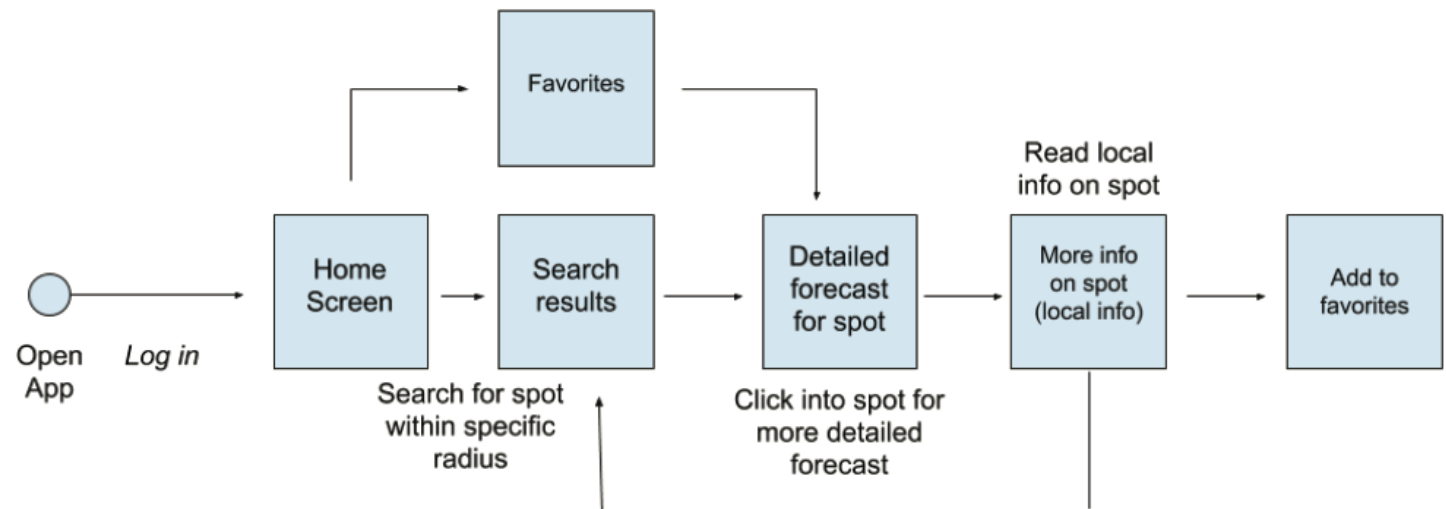 Favorites
Read local
info on spot
Home
Screen
Search
results
Detailed
forecast
for spot
More info
on spot
(local info)
Add to
favorites
Open
App
Log in
Search for spot
within specific
radius
Click into spot for
more detailed
forecast